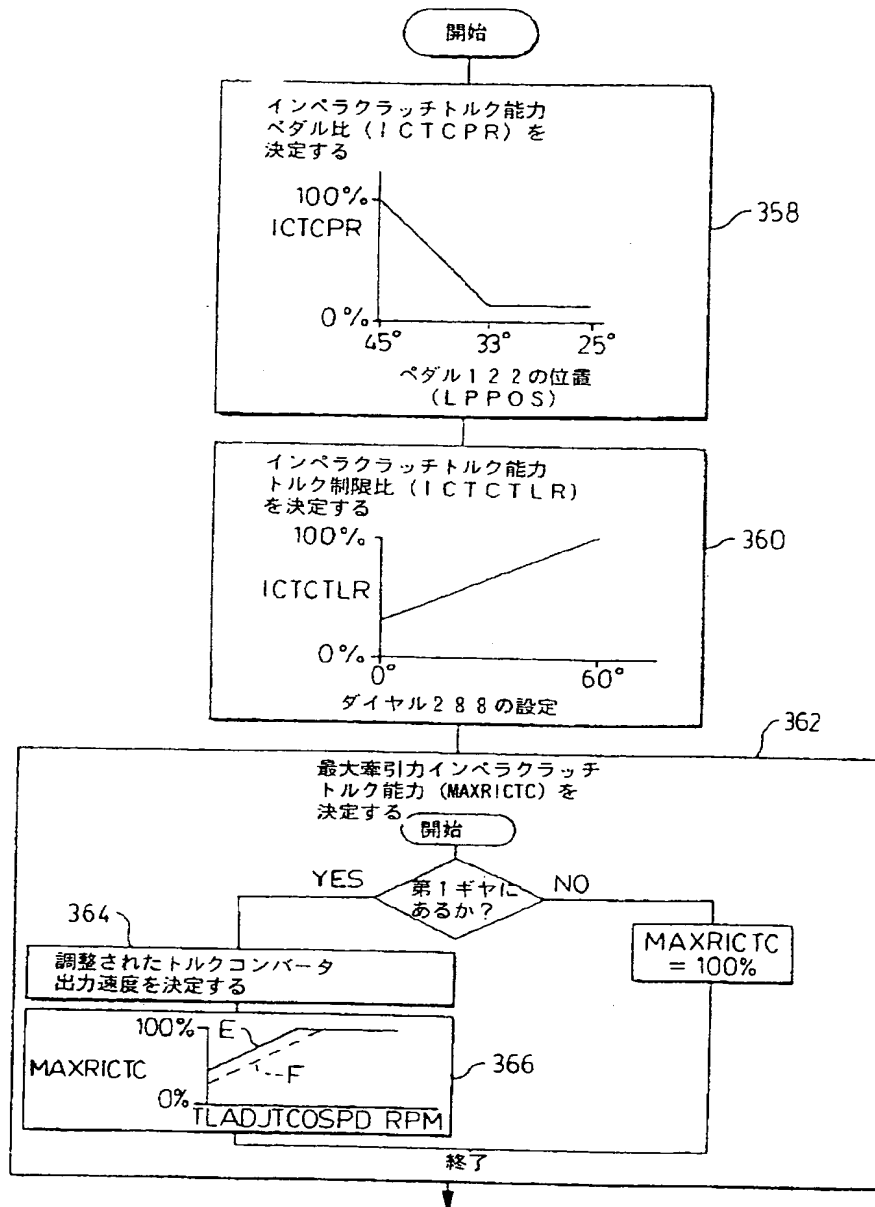 開始
インペラクラッチトルク能力
ペダル比(ICTCPR)を
決定する
100%
ICTCPR
0%
45° 33° 25°
ペダル122の位置
(LPPOS)
358
インペラクラッチトルク能力
トルク制限比(ICTCTLR)
を決定する
100%
ICTCTLR
0%
0° 60°
ダイヤル288の設定
360
362
最大牽引力インペラクラッチ
トルク能力(MAXRICTC)を
決定する
開始
YES
第1ギヤに
あるか?
NO
364
調整されたトルクコンバータ
出力速度を決定する
MAXRICTC
=100%
100%
E
MAXRICTC
F
0%
TLADJTCOSPD RPM
366
終了